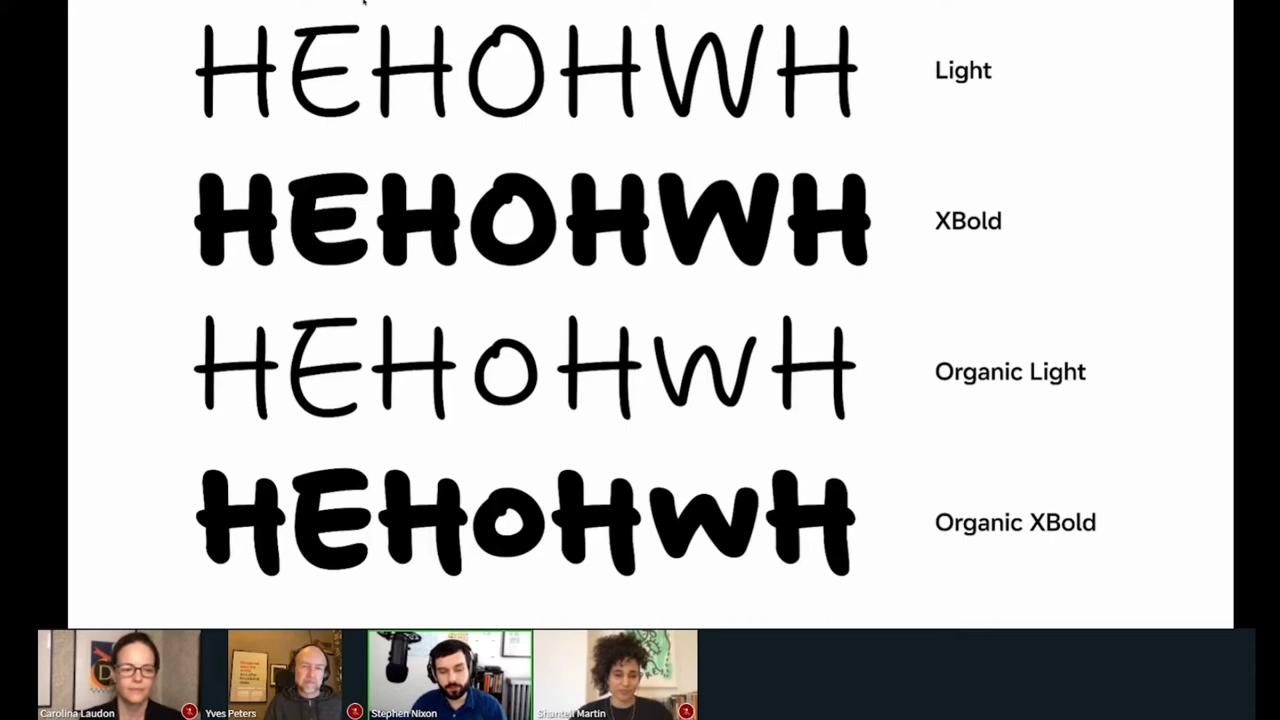 HEHOHWH Light
HEHOHWH XBold
HEHoHwH Organic Light
HEHoHwH Organic XBold
Carolina Laudon
Yves Peters
Stephen Nixon
Shantell Martin